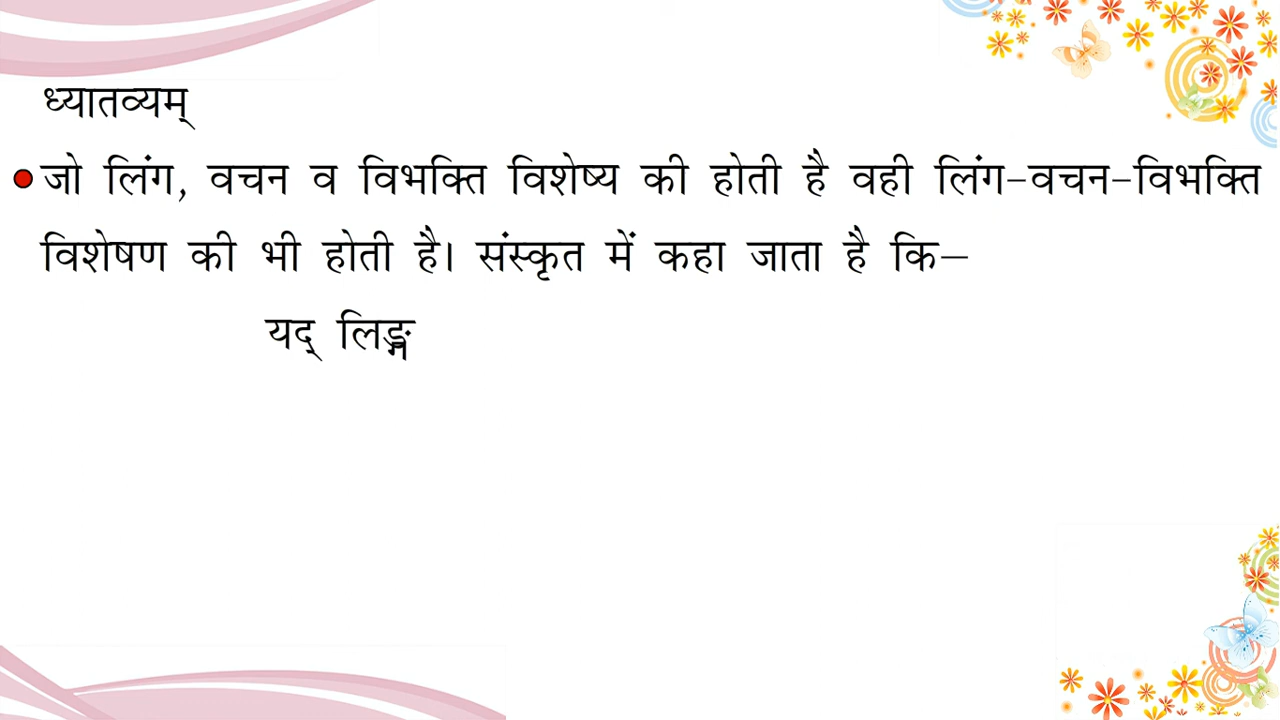 ध्यातव्यम्
जो लिंग, वचन व विभक्ति विशेष्य की होती है वही लिंग-वचन-विभक्ति
विशेषण की भी होती है। संस्कृत में कहा जाता है कि—
यद् लिङ्ग